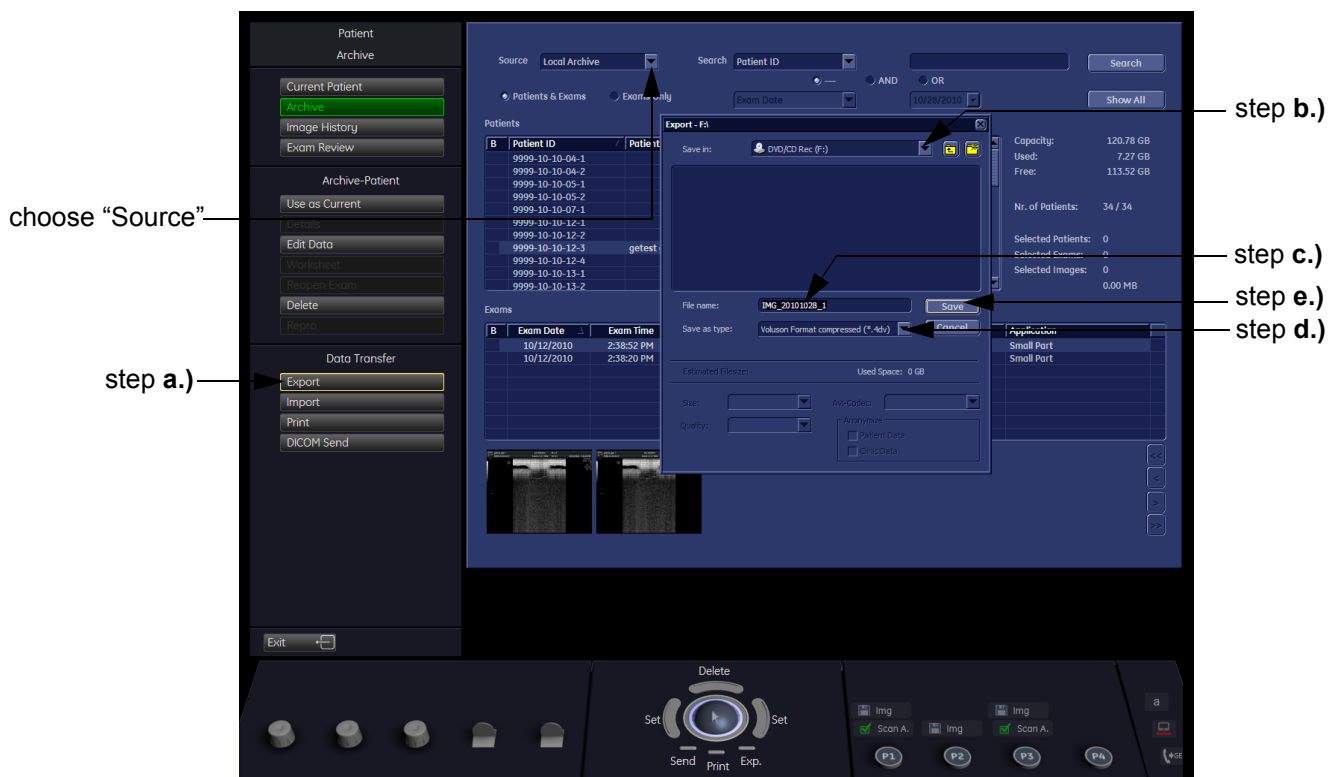 Patient
Archive
Current Patient
Archive
Image History
Exam Review
Archive-Patient
Use as Current
Details
Edit Data
Worksheet
Reopen Exam
Delete
Repro
Data Transfer
Export
Import
Print
DICOM Send
Exit
choose “Source”
step a.)
Source Local Archive Search Patient ID Search
--- AND OR
Patients & Exams Exams Only Exam Date 10/28/2010 Show All
Patients
B Patient ID / Patient
9999-10-10-04-1
9999-10-10-04-2
9999-10-10-05-1
9999-10-10-05-2
9999-10-10-07-1
9999-10-10-12-1
9999-10-10-12-2
9999-10-10-12-3 getest
9999-10-10-12-4
9999-10-10-13-1
9999-10-10-13-2
Capacity: 120.78 GB
Used: 7.27 GB
Free: 113.52 GB
Nr. of Patients: 34 / 34
Selected Patients: 0
Selected Exams: 0
Selected Images: 0
0.00 MB
Exams
B Exam Date Exam Time Application
10/12/2010 2:38:52 PM Small Part
10/12/2010 2:38:20 PM Small Part
<<
<
>
>>
Export - F:\
Save in: DVD/CD Rec (F:)
File name: IMG_20101028_1 Save
Save as type: Voluson Format compressed (*.4dv) Cancel
Estimated Filesize: Used Space: 0 GB
Size: Avi-Codec:
Quality: Anonymize
Patient Data
Clinic Data
step b.)
step c.)
step e.)
step d.)
Delete
Set Set
Send Print Exp.
Img Img
Scan A. Img Scan A.
P1 P2 P3 P4
a
GE